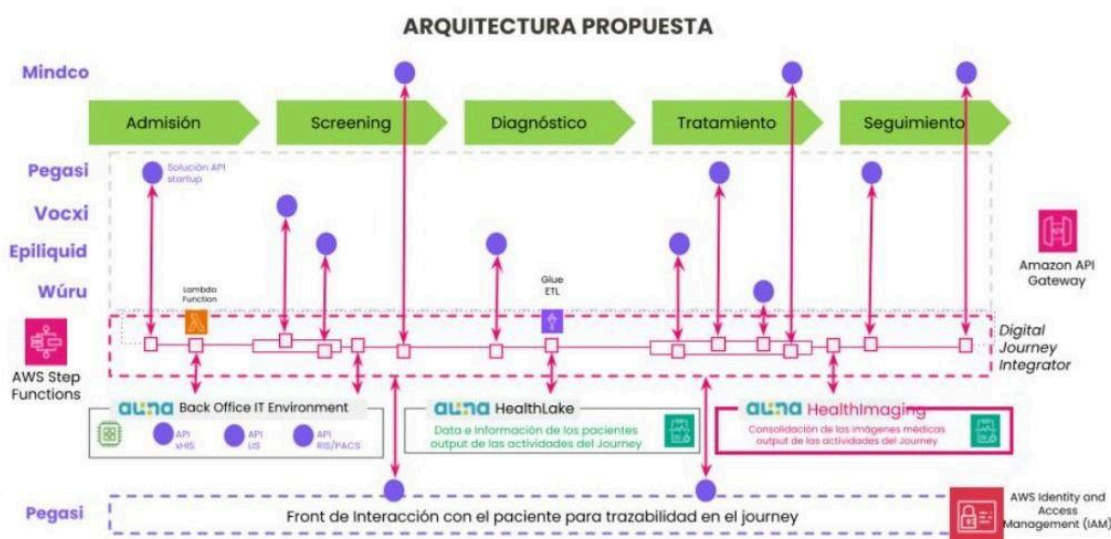 ARQUITECTURA PROPUESTA
Mindco
Admisión
Screening
Diagnóstico
Tratamiento
Seguimiento
Pegasi
Solución API
startup
Vocxi
Epiliquid
Wúru
Lambda
Function
Glue
ETL
Amazon API
Gateway
AWS Step
Functions
Digital
Journey
Integrator
auna Back Office IT Environment
API
xHIS
API
LIS
API
RIS/PACS
auna HealthLake
Data e Información de los pacientes
output de las actividades del Journey
auna HealthImaging
Consolidación de las imágenes médicas
output de las actividades del Journey
Pegasi
Front de Interacción con el paciente para trazabilidad en el journey
AWS Identity and
Access
Management (IAM)